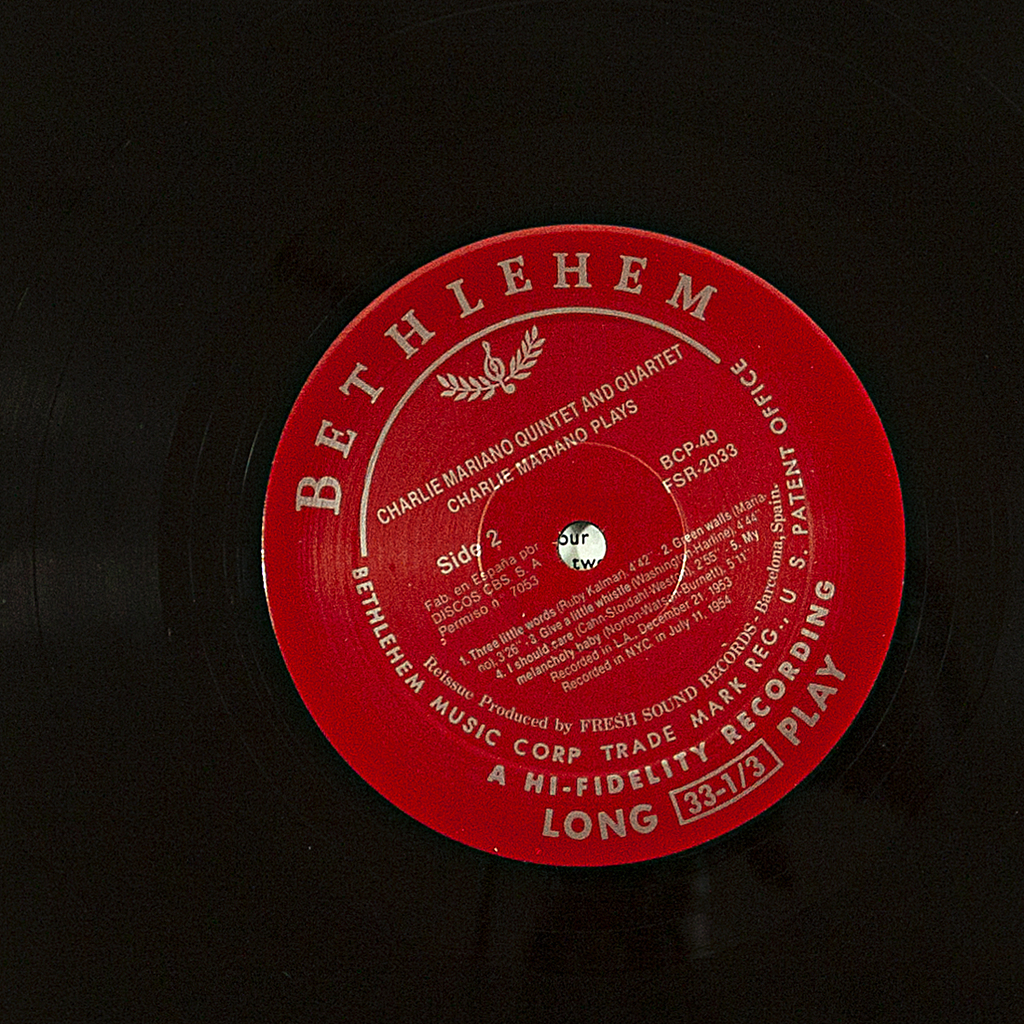 BETHLEHEM
CHARLIE MARIANO QUINTET AND QUARTET
CHARLIE MARIANO PLAYS
BCP-49
FSR-2033
Side 2
Fab. en España por
DISCOS CBS. S. A
Permiso n° 7053
our
two
1. Three little words (Ruby Kalmar), 4'42" - 2. Green walls (Maria-
no), 3'26" - 3. Give a little whistle (Washington-Harline), 4'44"
4. I should care (Cahn-Stordahl-Weston), 2'55" - 5. My
melancholy baby (Norton-Watson-Burnett), 5'11"
Recorded in L.A., December 21, 1953
Recorded in N.Y.C. in July 11, 1954
Reissue Produced by FRESH SOUND RECORDS - Barcelona, Spain.
BETHLEHEM MUSIC CORP TRADE MARK REG., U S. PATENT OFFICE
A HI-FIDELITY RECORDING
LONG 33-1/3 PLAY